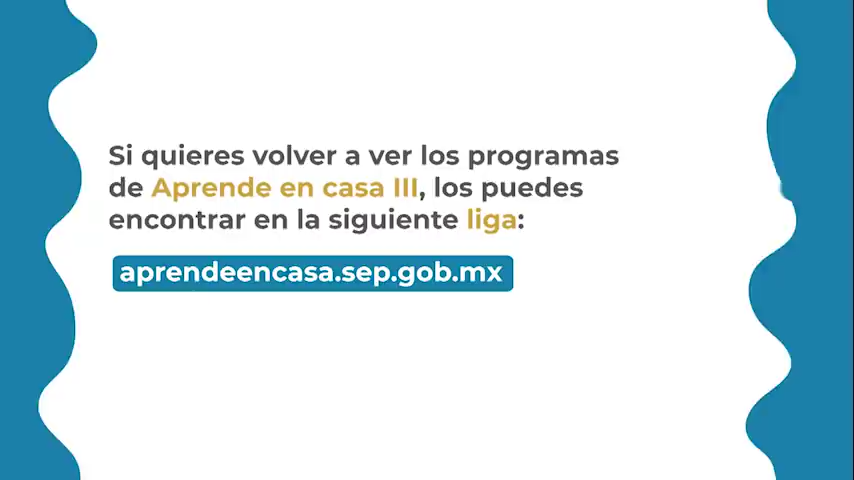 Si quieres volver a ver los programas
de Aprende en casa III, los puedes
encontrar en la siguiente liga:
aprendeencasa.sep.gob.mx